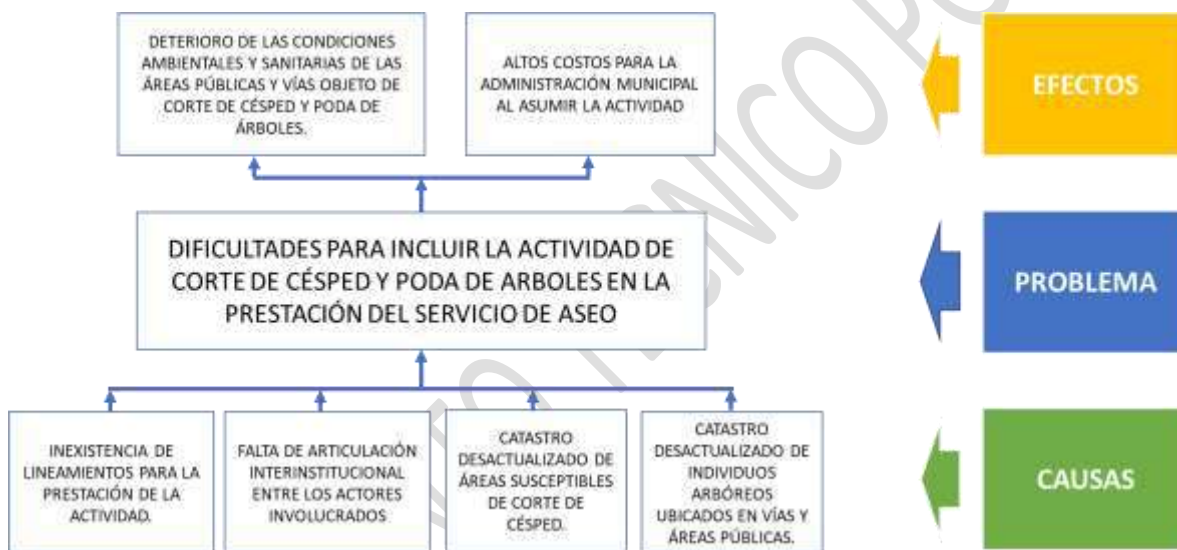 DETERIORO DE LAS CONDICIONES
AMBIENTALES Y SANITARIAS DE LAS
ÁREAS PÚBLICAS Y VÍAS OBJETO DE
CORTE DE CÉSPED Y PODA DE
ÁRBOLES.
ALTOS COSTOS PARA LA
ADMINISTRACIÓN MUNICIPAL
AL ASUMIR LA ACTIVIDAD
EFECTOS
DIFICULTADES PARA INCLUIR LA ACTIVIDAD DE
CORTE DE CÉSPED Y PODA DE ARBOLES EN LA
PRESTACIÓN DEL SERVICIO DE ASEO
PROBLEMA
INEXISTENCIA DE
LINEAMIENTOS PARA LA
PRESTACIÓN DE LA
ACTIVIDAD.
FALTA DE ARTICULACIÓN
INTERINSTITUCIONAL
ENTRE LOS ACTORES
INVOLUCRADOS
CATASTRO
DESACTUALIZADO DE
ÁREAS SUSCEPTIBLES
DE CORTE DE
CÉSPED.
CATASTRO
DESACTUALIZADO DE
INDIVIDUOS
ARBÓREOS
UBICADOS EN VÍAS Y
ÁREAS PÚBLICAS.
CAUSAS